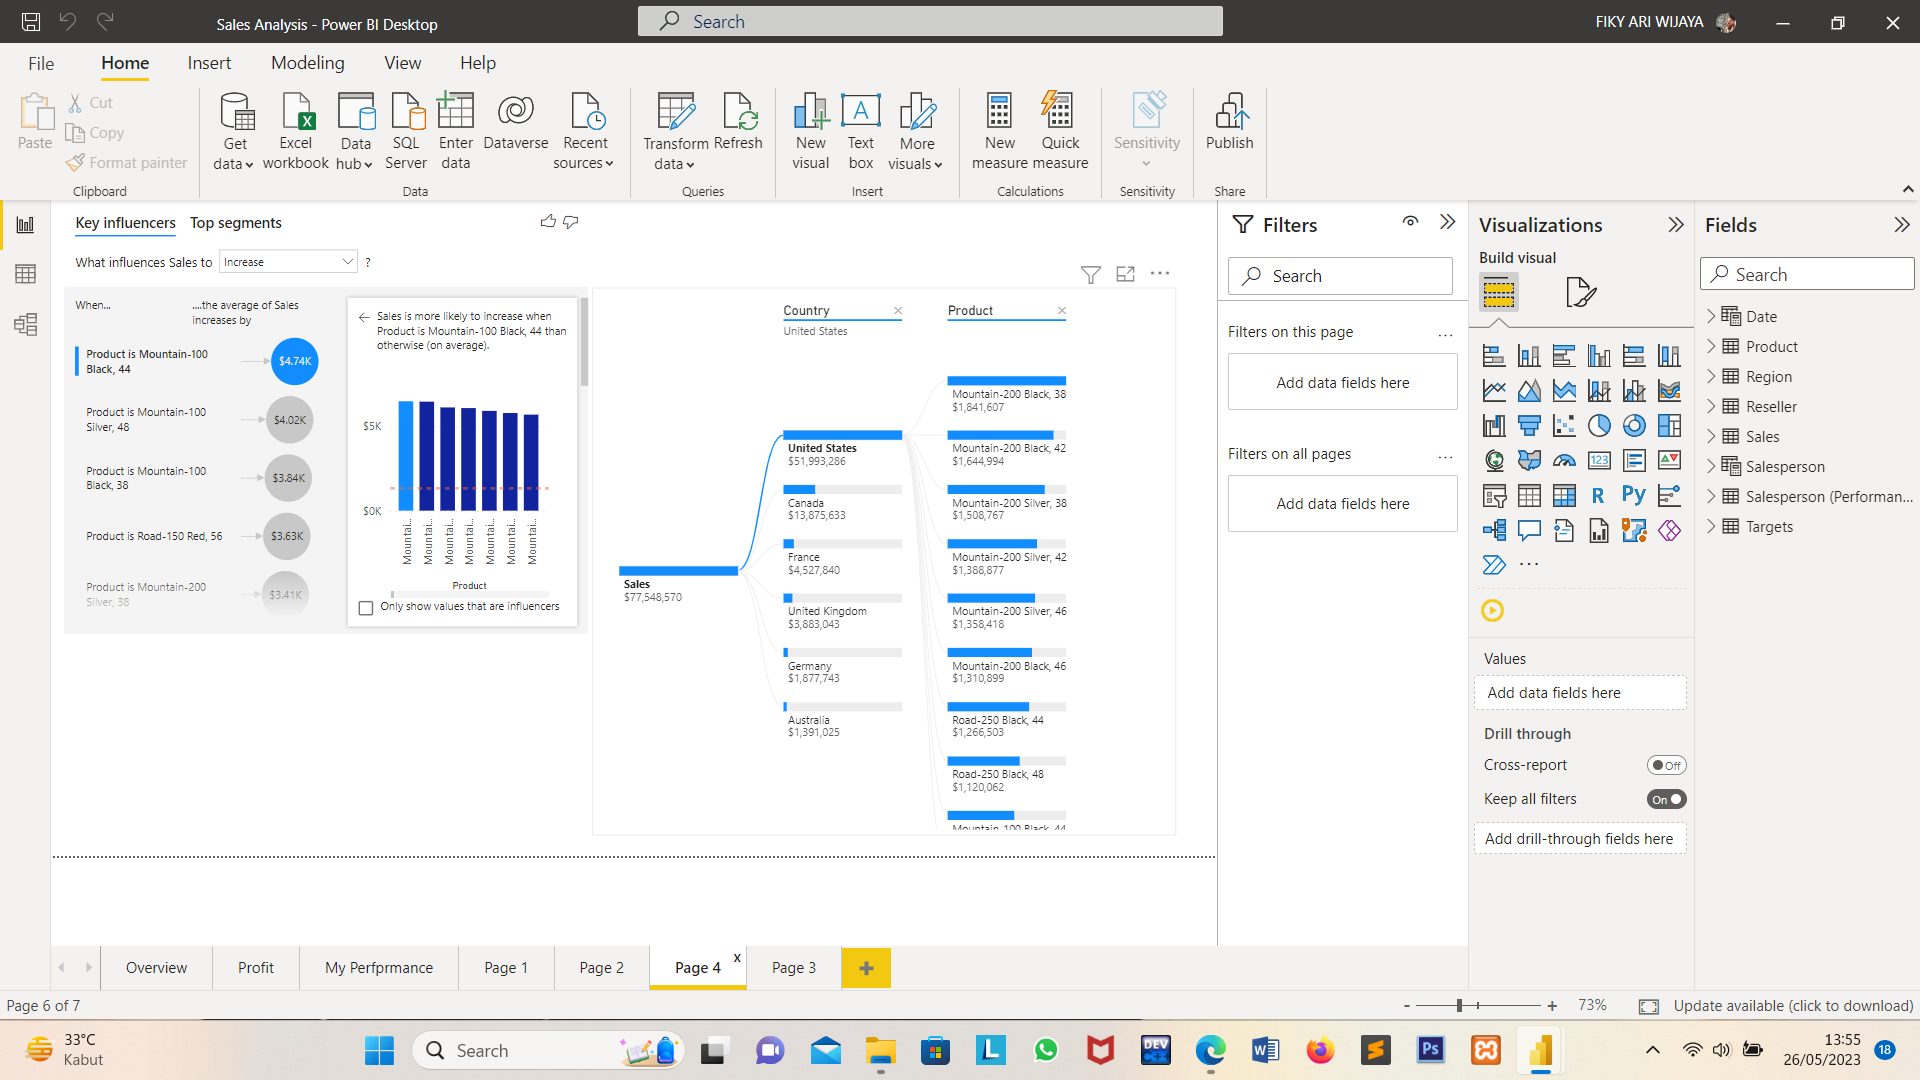 Sales Analysis - Power BI Desktop
Search
FIKY ARI WIJAYA
File
Home
Insert
Modeling
View
Help
Paste
Cut
Copy
Format painter
Clipboard
Get data
Excel workbook
Data hub
SQL Server
Enter data
Dataverse
Recent sources
Data
Transform data
Refresh
Queries
New visual
Text box
More visuals
Insert
New measure
Quick measure
Calculations
Sensitivity
Sensitivity
Publish
Share
Key influencers
Top segments
What influences Sales to
Increase
?
When...
....the average of Sales increases by
Product is Mountain-100 Black, 44
$4.74K
Product is Mountain-100 Silver, 48
$4.02K
Product is Mountain-100 Black, 38
$3.84K
Product is Road-150 Red, 56
$3.63K
Product is Mountain-200 Silver, 38
$3.41K
Sales is more likely to increase when
Product is Mountain-100 Black, 44 than
otherwise (on average).
$5K
$0K
Mountai...
Mountai...
Mountai...
Mountai...
Mountai...
Mountai...
Mountai...
Product
Only show values that are influencers
Country
United States
Product
Sales
$77,548,570
United States
$51,993,286
Canada
$13,875,633
France
$4,527,840
United Kingdom
$3,883,043
Germany
$1,877,743
Australia
$1,391,025
Mountain-200 Black, 38
$1,841,607
Mountain-200 Black, 42
$1,644,994
Mountain-200 Silver, 38
$1,508,767
Mountain-200 Silver, 42
$1,388,877
Mountain-200 Silver, 46
$1,358,418
Mountain-200 Black, 46
$1,310,899
Road-250 Black, 44
$1,266,503
Road-250 Black, 48
$1,120,062
Mountain-100 Black, 44
Filters
Search
Filters on this page
...
Add data fields here
Filters on all pages
...
Add data fields here
Visualizations
Build visual
123
R
Py
...
Values
Add data fields here
Drill through
Cross-report
Off
Keep all filters
On
Add drill-through fields here
Fields
Search
Date
Product
Region
Reseller
Sales
Salesperson
Salesperson (Performan...
Targets
Overview
Profit
My Perfprmance
Page 1
Page 2
Page 4
x
Page 3
+
Page 6 of 7
-
+
73%
Update available (click to download)
33°C
Kabut
Search
L
DEV
W
S
Ps
13:55
26/05/2023
18